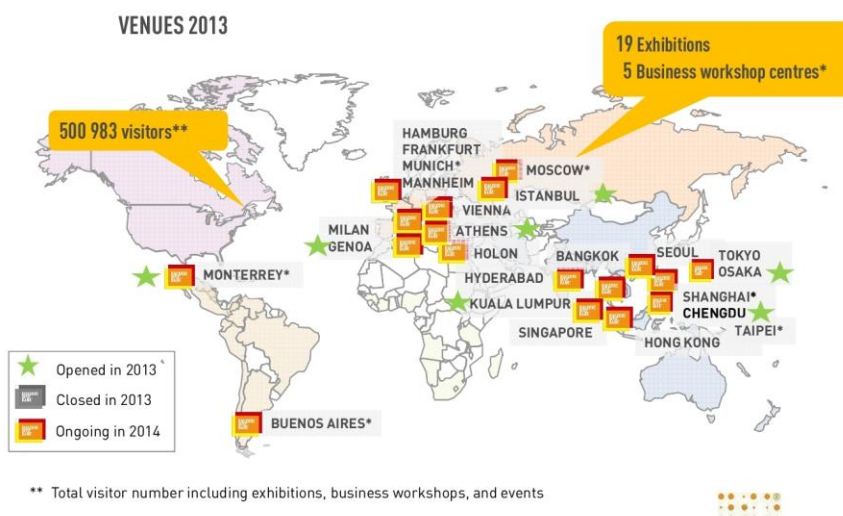 VENUES 2013
19 Exhibitions
5 Business workshop centres*
500 983 visitors**
HAMBURG
FRANKFURT
MUNICH*
MANNHEIM
MOSCOW*
ISTANBUL
VIENNA
MILAN
GENOA
ATHENS
HOLON
BANGKOK
SEOUL
TOKYO
OSAKA
MONTERREY*
HYDERABAD
KUALA LUMPUR
SHANGHAI*
CHENGDU
SINGAPORE
TAIPEI*
HONG KONG
Opened in 2013
Closed in 2013
Ongoing in 2014
BUENOS AIRES*
** Total visitor number including exhibitions, business workshops, and events